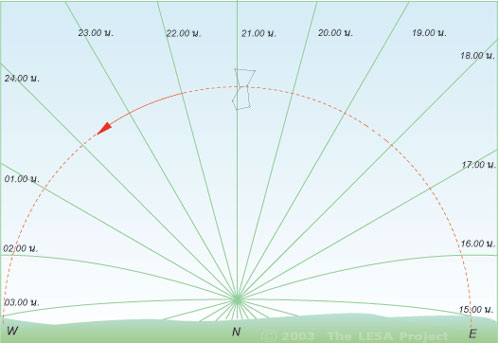 23.00 น.
22.00 น.
21.00 น.
20.00 น.
19.00 น.
18.00 น.
24.00 น.
17.00 น.
01.00 น.
16.00 น.
02.00 น.
03.00 น.
15.00 น.
W
N
E
© 2003 The LESA Project